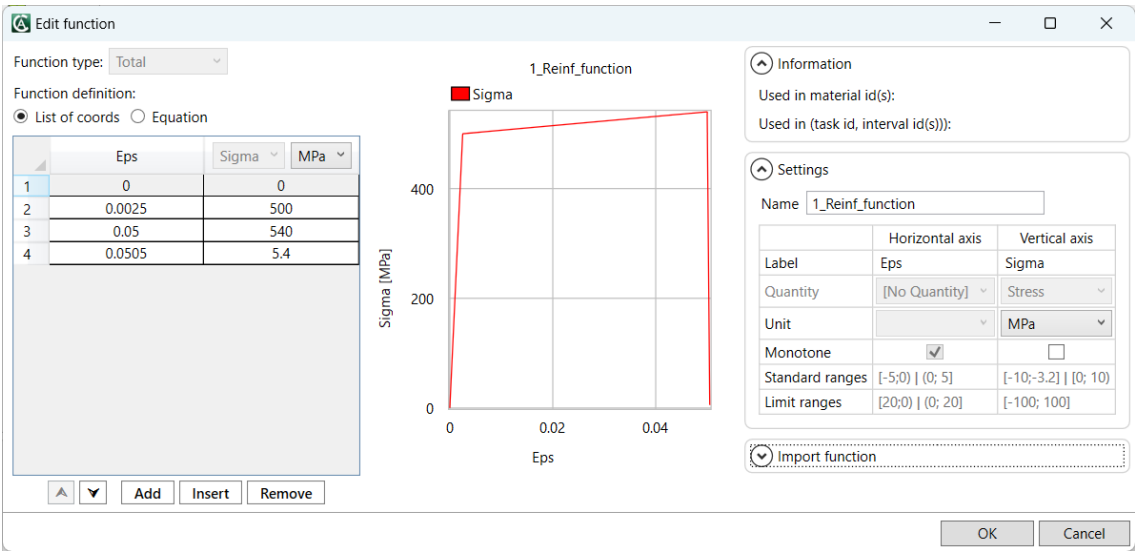 Edit function
Function type: Total
Function definition:
List of coords Equation
Eps Sigma MPa
1 0 0
2 0.0025 500
3 0.05 540
4 0.0505 5.4
Add Insert Remove
1_Reinf_function
Sigma
Sigma [MPa]
400
200
0
0 0.02 0.04
Eps
Information
Used in material id(s):
Used in (task id, interval id(s))):
Settings
Name 1_Reinf_function
Horizontal axis Vertical axis
Label Eps Sigma
Quantity [No Quantity] Stress
Unit MPa
Monotone
Standard ranges [-5;0) | (0; 5] [-10;-3.2] | [0; 10)
Limit ranges [20;0) | (0; 20] [-100; 100]
Import function
OK Cancel